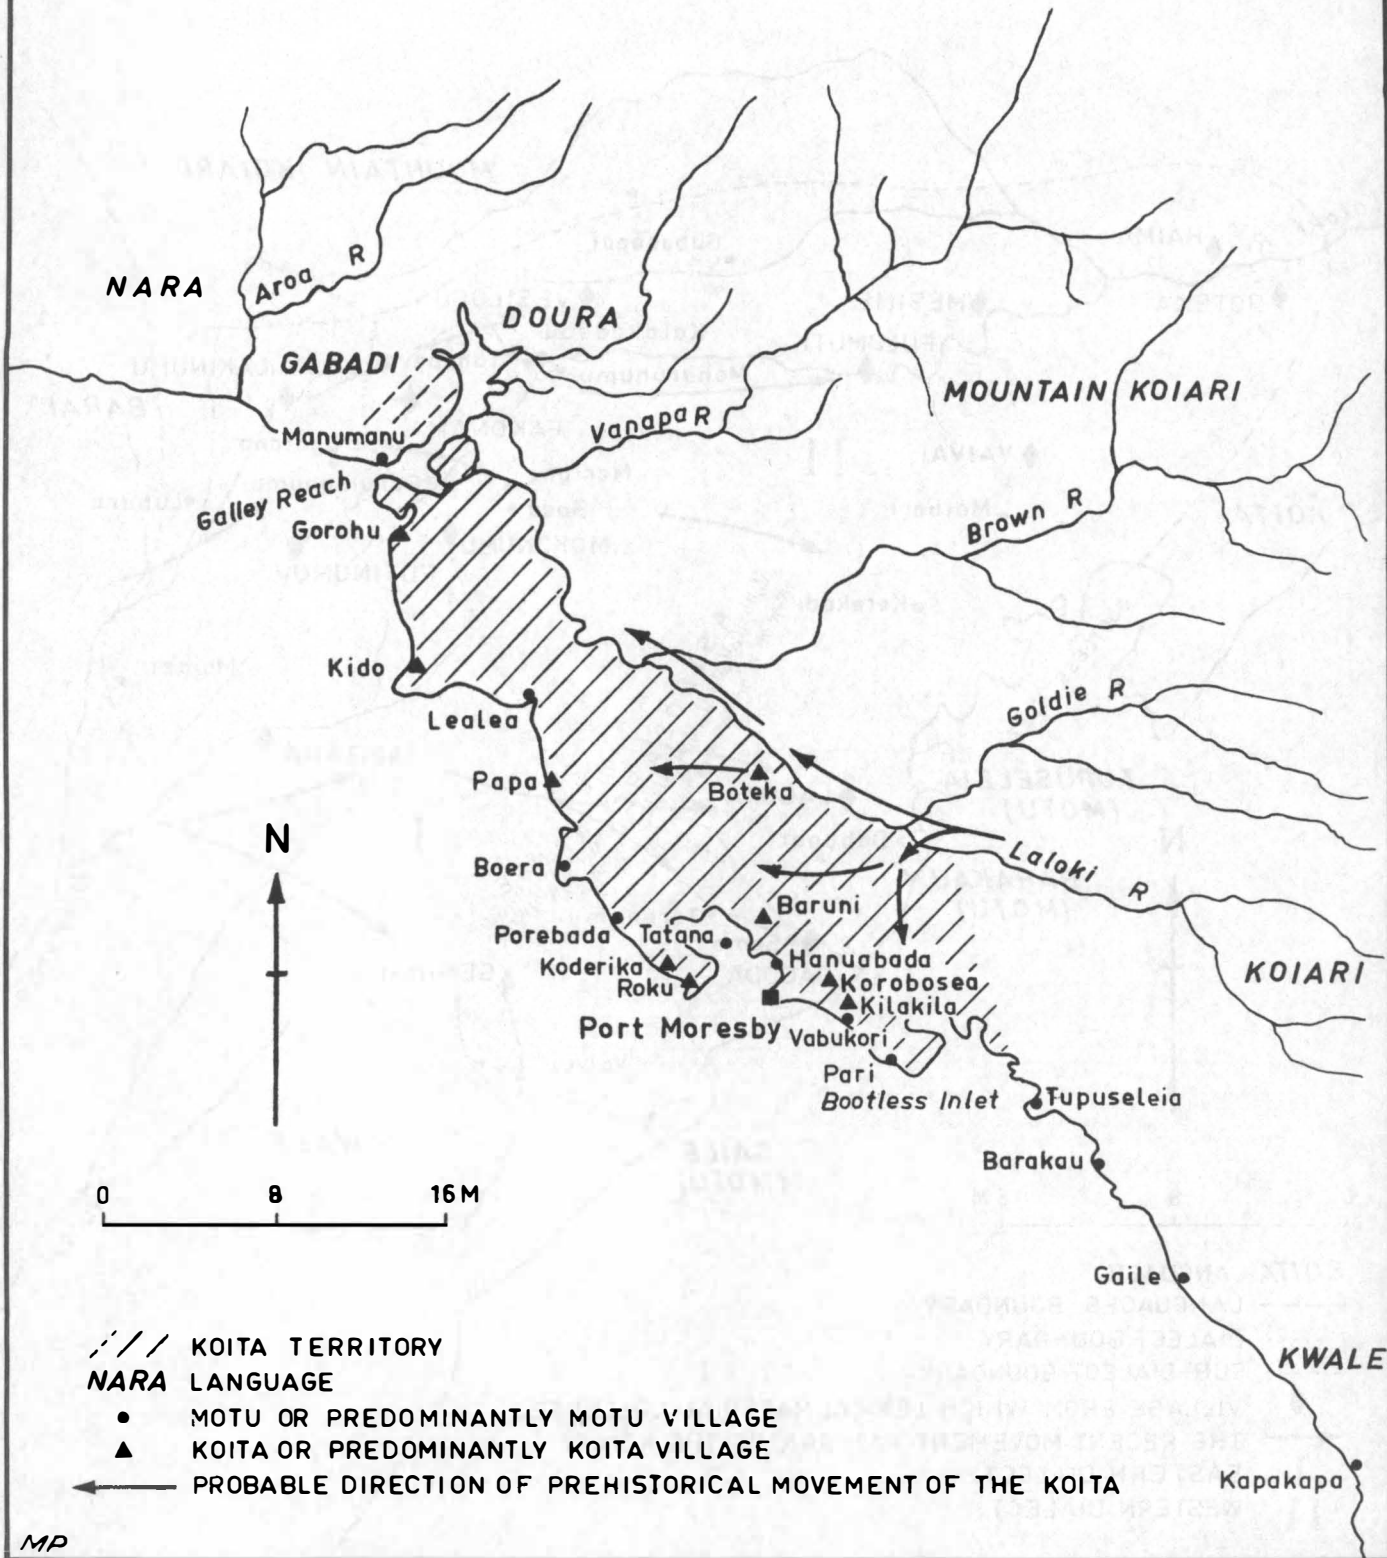 NARA
Aroa R
DOURA
GABADI
MOUNTAIN KOIARI
Manumanu
Vanapa R
Galley Reach
Gorohu
Brown R
Kido
Lealea
Goldie R
Papa
Boteka
N
Boera
Laloki R
Baruni
Porebada
Tatana
Hanuabada
Koderika
Korobosea
KOIARI
Roku
Kilakila
Port Moresby
Vabukori
Pari
Bootless Inlet
Tupuseleia
Barakau
0 8 16M
Gaile
KOITA TERRITORY
KWALE
NARA LANGUAGE
MOTU OR PREDOMINANTLY MOTU VILLAGE
KOITA OR PREDOMINANTLY KOITA VILLAGE
PROBABLE DIRECTION OF PREHISTORICAL MOVEMENT OF THE KOITA
Kapakapa
MP